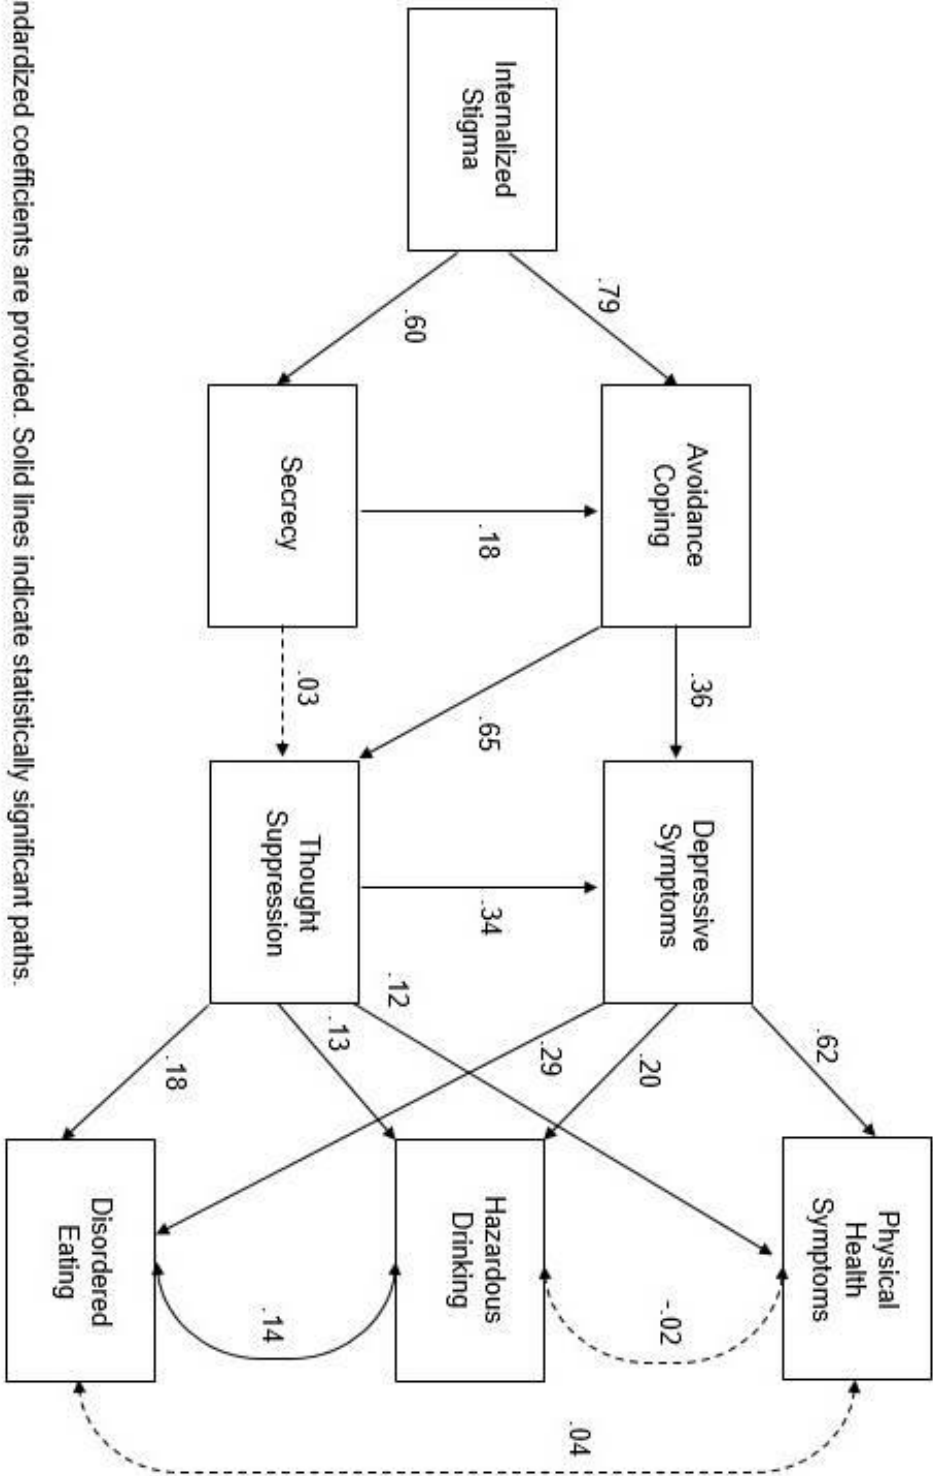 Internalized
Stigma
.79
.60
Avoidance
Coping
Secrecy
.18
.36
.65
.03
Depressive
Symptoms
Thought
Suppression
.34
.62
.20
.29
.12
.13
.18
Physical
Health
Symptoms
Hazardous
Drinking
Disordered
Eating
-.02
.14
.04
ndardized coefficients are provided. Solid lines indicate statistically significant paths.